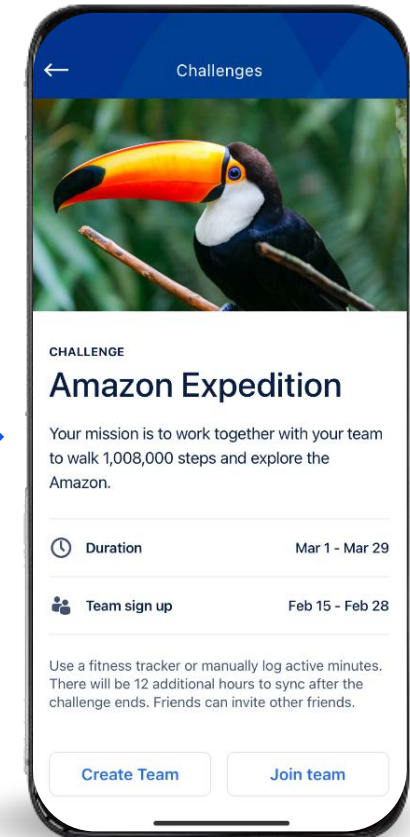 Challenges
CHALLENGE
Amazon Expedition
Your mission is to work together with your team
to walk 1,008,000 steps and explore the
Amazon.
Duration Mar 1 - Mar 29
Team sign up Feb 15 - Feb 28
Use a fitness tracker or manually log active minutes.
There will be 12 additional hours to sync after the
challenge ends. Friends can invite other friends.
Create Team Join team